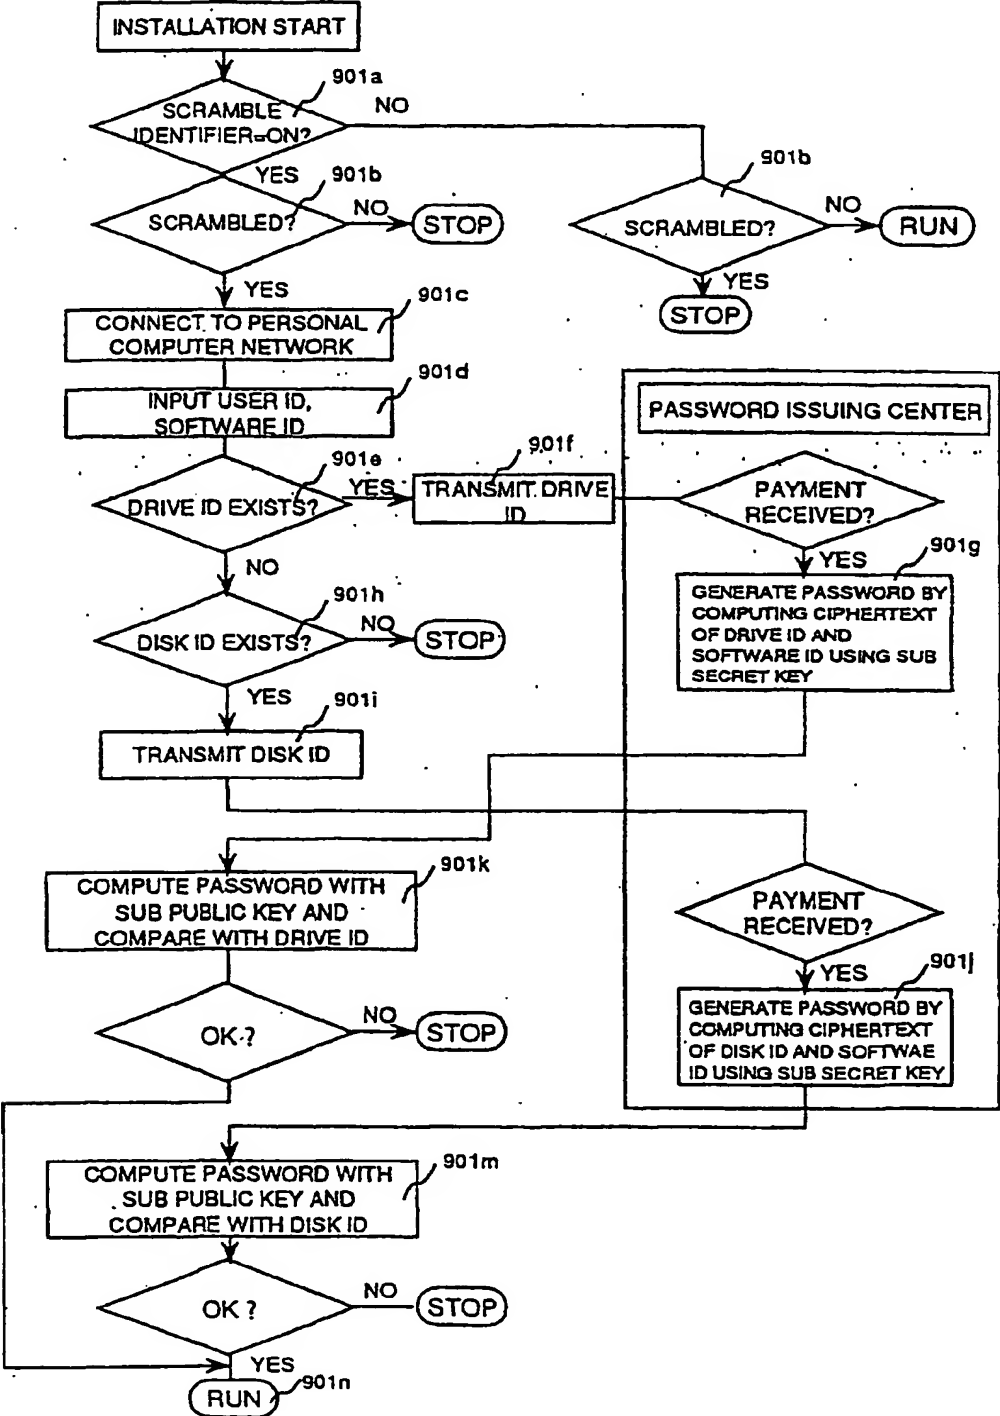 INSTALLATION START
901a
SCRAMBLE
IDENTIFIER=ON?
NO
YES
901b
SCRAMBLED?
NO
STOP
901b
SCRAMBLED?
NO
RUN
YES
STOP
YES
901c
CONNECT TO PERSONAL
COMPUTER NETWORK
901d
INPUT USER ID,
SOFTWARE ID
901e
DRIVE ID EXISTS?
YES
901f
TRANSMIT DRIVE
ID
PASSWORD ISSUING CENTER
PAYMENT
RECEIVED?
YES
901g
GENERATE PASSWORD BY
COMPUTING CIPHERTEXT
OF DRIVE ID AND
SOFTWARE ID USING SUB
SECRET KEY
NO
901h
DISK ID EXISTS?
NO
STOP
YES
901i
TRANSMIT DISK ID
901k
COMPUTE PASSWORD WITH
SUB PUBLIC KEY AND
COMPARE WITH DRIVE ID
PAYMENT
RECEIVED?
YES
901j
GENERATE PASSWORD BY
COMPUTING CIPHERTEXT
OF DISK ID AND SOFTWAE
ID USING SUB SECRET KEY
OK ?
NO
STOP
901m
COMPUTE PASSWORD WITH
SUB PUBLIC KEY AND
COMPARE WITH DISK ID
OK ?
NO
STOP
YES
RUN
901n